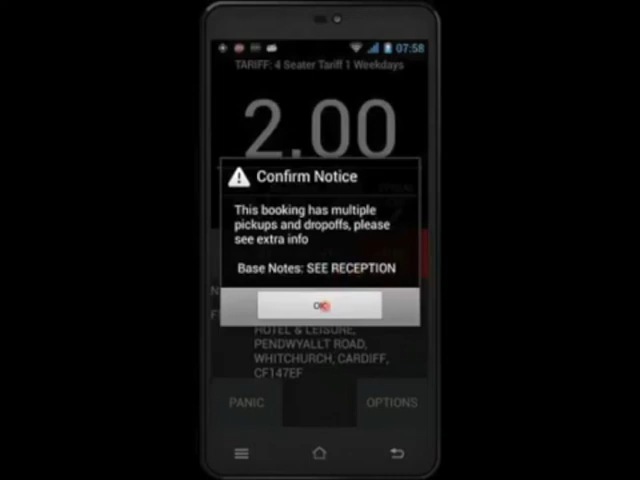 07:58
TARIFF: 4 Seater Tariff 1 Weekdays
2.00
Confirm Notice
This booking has multiple
pickups and dropoffs, please
see extra info
Base Notes: SEE RECEPTION
OK
HOTEL & LEISURE,
PENDWYALLT ROAD,
WHITCHURCH, CARDIFF,
CF147EF
PANIC
OPTIONS